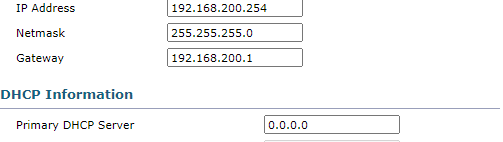 IP Address 192.168.200.254
Netmask 255.255.255.0
Gateway 192.168.200.1
DHCP Information
Primary DHCP Server 0.0.0.0